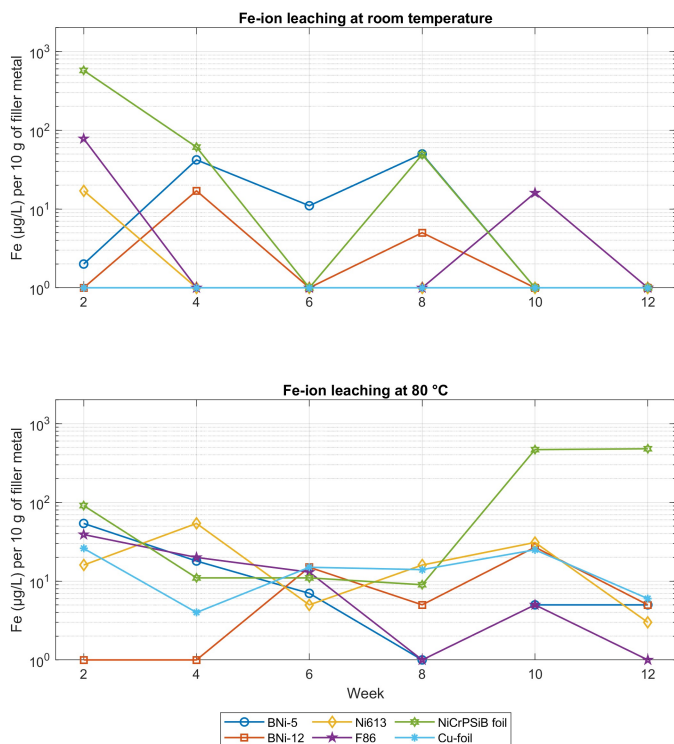 Fe-ion leaching at room temperature
Fe (µg/L) per 10 g of filler metal
10³
10²
10¹
10⁰
2 4 6 8 10 12
Fe-ion leaching at 80 °C
Fe (µg/L) per 10 g of filler metal
10³
10²
10¹
10⁰
2 4 6 8 10 12
Week
BNi-5 Ni613 NiCrPSiB foil
BNi-12 F86 Cu-foil